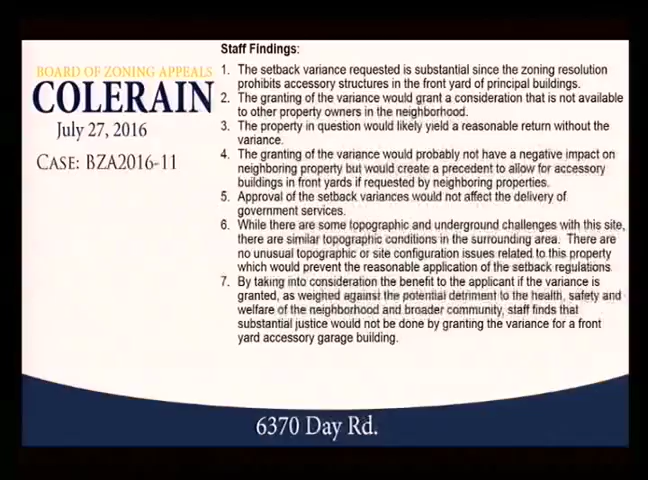 Staff Findings:
BOARD OF ZONING APPEALS
COLERAIN
July 27, 2016
CASE: BZA2016-11
1. The setback variance requested is substantial since the zoning resolution
prohibits accessory structures in the front yard of principal buildings.
2. The granting of the variance would grant a consideration that is not available
to other property owners in the neighborhood.
3. The property in question would likely yield a reasonable return without the
variance.
4. The granting of the variance would probably not have a negative impact on
neighboring property but would create a precedent to allow for accessory
buildings in front yards if requested by neighboring properties.
5. Approval of the setback variances would not affect the delivery of
government services.
6. While there are some topographic and underground challenges with this site,
there are similar topographic conditions in the surrounding area. There are
no unusual topographic or site configuration issues related to this property
which would prevent the reasonable application of the setback regulations.
7. By taking into consideration the benefit to the applicant if the variance is
granted, as weighed against the potential detriment to the health, safety and
welfare of the neighborhood and broader community, staff finds that
substantial justice would not be done by granting the variance for a front
yard accessory garage building.
6370 Day Rd.